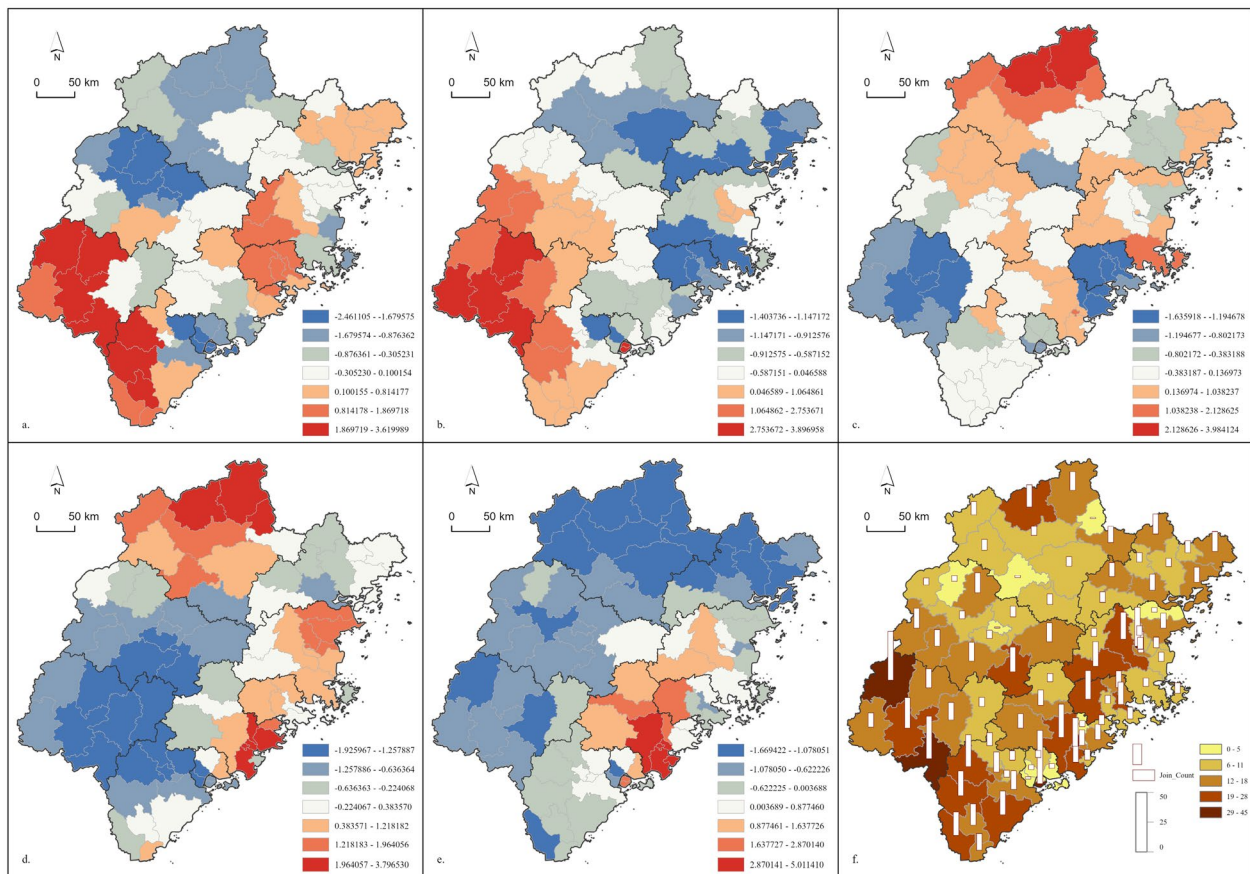 N
0 50 km
-2.461105 - -1.679575
-1.679574 - -0.876362
-0.876361 - -0.305231
-0.305230 - 0.100154
0.100155 - 0.814177
0.814178 - 1.869718
1.869719 - 3.619989
a.
N
0 50 km
-1.403736 - -1.147172
-1.147171 - -0.912576
-0.912575 - -0.587152
-0.587151 - 0.046588
0.046589 - 1.064861
1.064862 - 2.753671
2.753672 - 3.896958
b.
N
0 50 km
-1.635918 - -1.194678
-1.194677 - -0.802173
-0.802172 - -0.383188
-0.383187 - 0.136973
0.136974 - 1.038237
1.038238 - 2.128625
2.128626 - 3.984124
c.
N
0 50 km
-1.925967 - -1.257887
-1.257886 - -0.636364
-0.636363 - -0.224068
-0.224067 - 0.383570
0.383571 - 1.218182
1.218183 - 1.964056
1.964057 - 3.796530
d.
N
0 50 km
-1.669422 - -1.078051
-1.078050 - -0.622226
-0.622225 - 0.003688
0.003689 - 0.877460
0.877461 - 1.637726
1.637727 - 2.870140
2.870141 - 5.011410
e.
N
0 50 km
Join_Count
50
25
0
0 - 5
6 - 11
12 - 18
19 - 28
29 - 45
f.